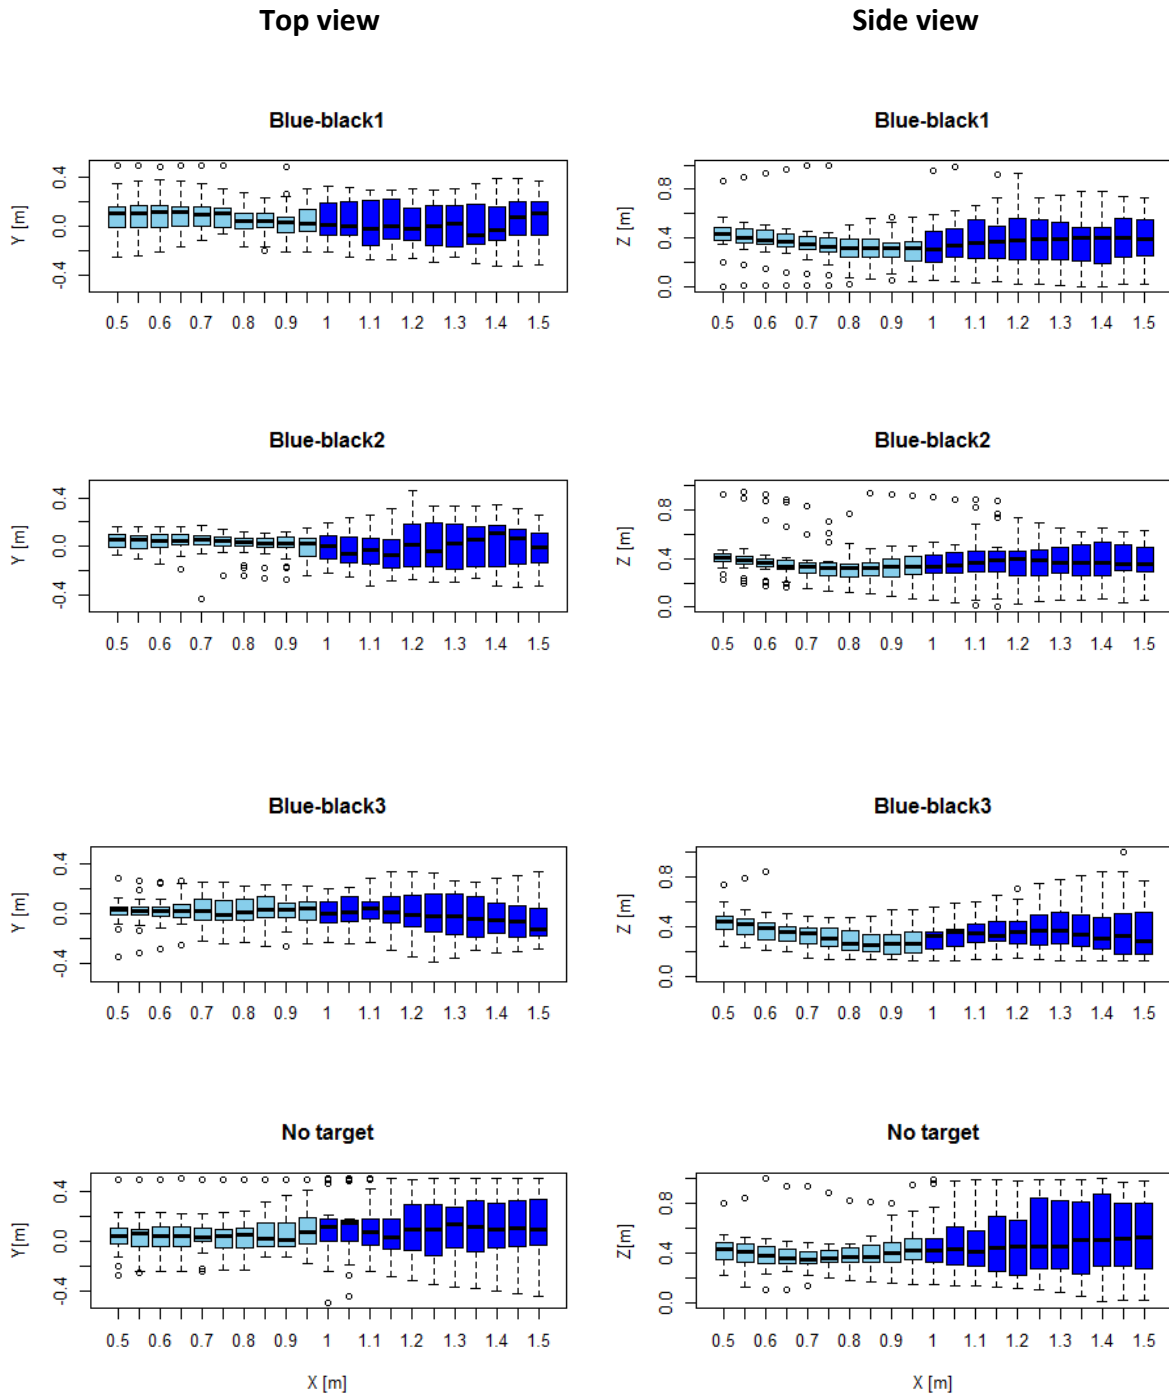 Top view Side view
Blue-black1 Blue-black1
Y [m] -0.4 0.0 0.4 Z [m] 0.0 0.4 0.8
0.5 0.6 0.7 0.8 0.9 1 1.1 1.2 1.3 1.4 1.5 0.5 0.6 0.7 0.8 0.9 1 1.1 1.2 1.3 1.4 1.5
Blue-black2 Blue-black2
Y [m] -0.4 0.0 0.4 Z [m] 0.0 0.4 0.8
0.5 0.6 0.7 0.8 0.9 1 1.1 1.2 1.3 1.4 1.5 0.5 0.6 0.7 0.8 0.9 1 1.1 1.2 1.3 1.4 1.5
Blue-black3 Blue-black3
Y [m] -0.4 0.0 0.4 Z [m] 0.0 0.4 0.8
0.5 0.6 0.7 0.8 0.9 1 1.1 1.2 1.3 1.4 1.5 0.5 0.6 0.7 0.8 0.9 1 1.1 1.2 1.3 1.4 1.5
No target No target
Y[m] -0.4 0.0 0.4 Z[m] 0.0 0.4 0.8
0.5 0.6 0.7 0.8 0.9 1 1.1 1.2 1.3 1.4 1.5 0.5 0.6 0.7 0.8 0.9 1 1.1 1.2 1.3 1.4 1.5
X [m] X [m]